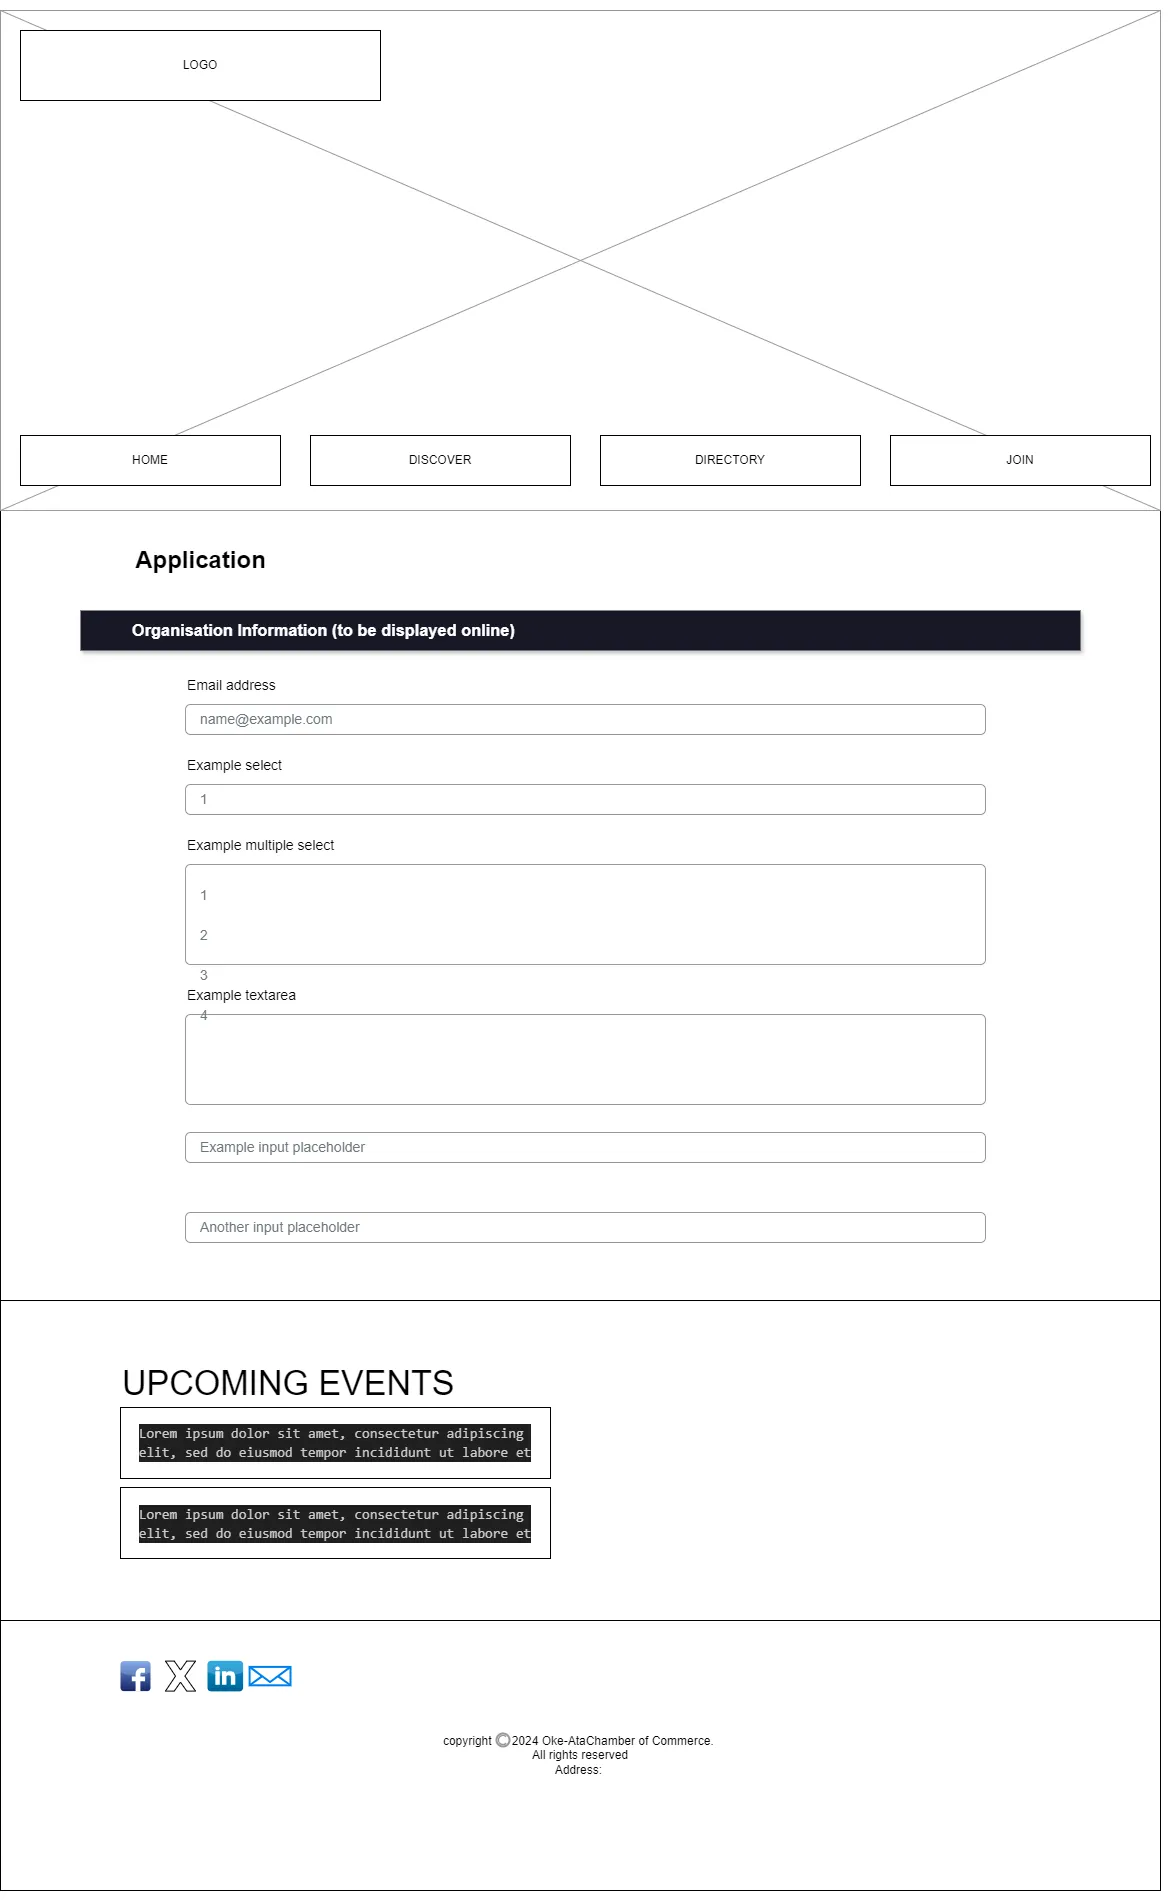 LOGO
HOME
DISCOVER
DIRECTORY
JOIN
Application
Organisation Information (to be displayed online)
Email address
name@example.com
Example select
1
Example multiple select
1
2
3
Example textarea
4
Example input placeholder
Another input placeholder
UPCOMING EVENTS
Lorem ipsum dolor sit amet, consectetur adipiscing
elit, sed do eiusmod tempor incididunt ut labore et
Lorem ipsum dolor sit amet, consectetur adipiscing
elit, sed do eiusmod tempor incididunt ut labore et
f X in
copyright ©2024 Oke-AtaChamber of Commerce.
All rights reserved
Address: